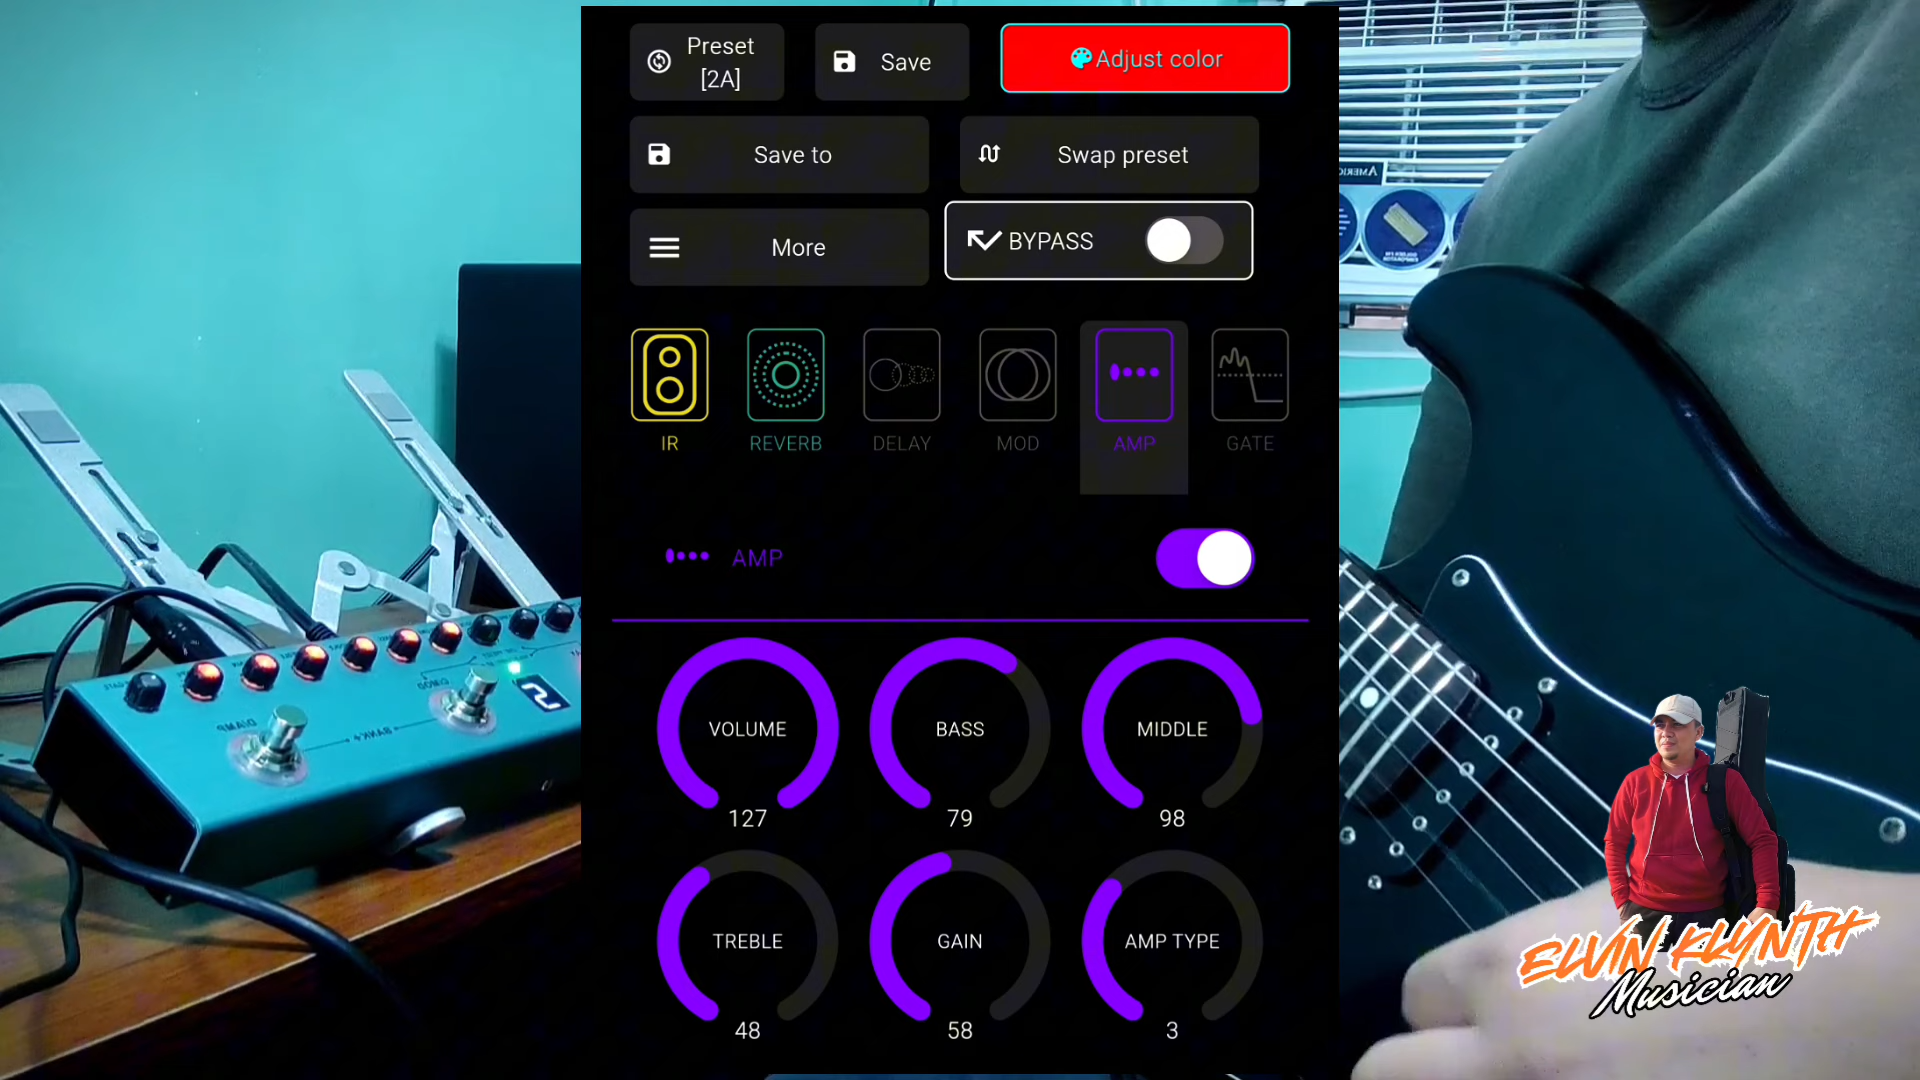 Preset
[2A]
Save
Adjust color
Save to
Swap preset
More
BYPASS
IR
REVERB
DELAY
MOD
AMP
GATE
AMP
VOLUME
127
BASS
79
MIDDLE
98
TREBLE
48
GAIN
58
AMP TYPE
3
2
ELVIN KLYNTH
Musician